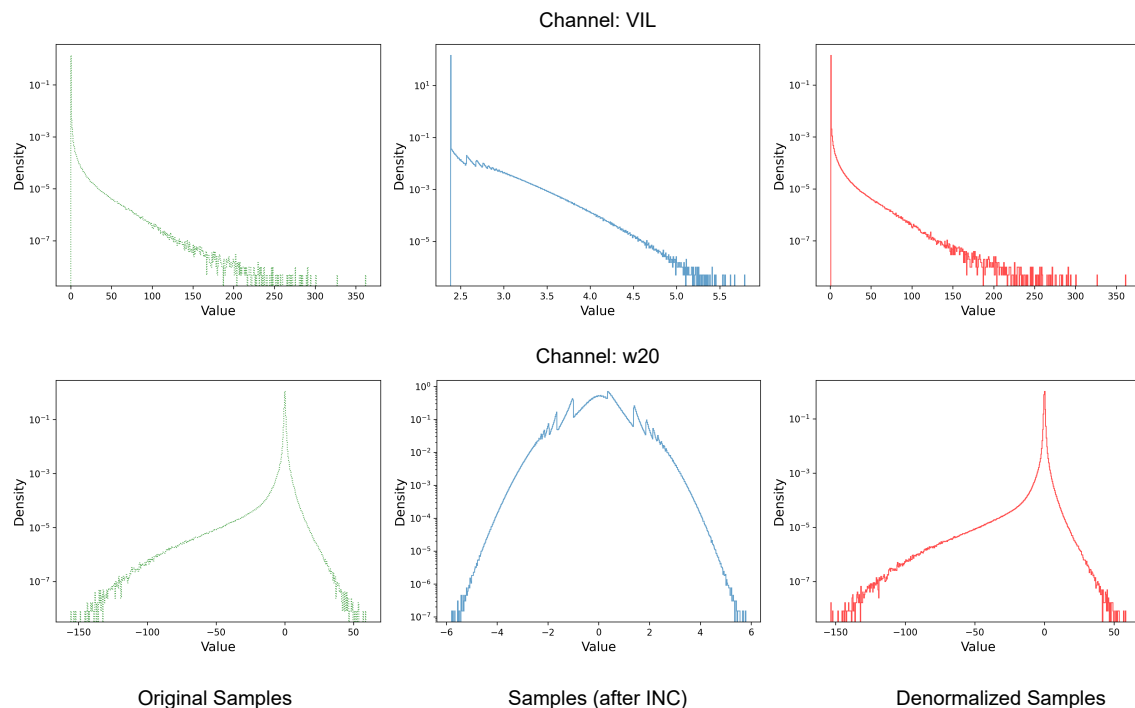 Channel: VIL
10⁻¹
10⁻³
10⁻⁵
10⁻⁷
Density
0 50 100 150 200 250 300 350
Value
10¹
10⁻¹
10⁻³
10⁻⁵
Density
2.5 3.0 3.5 4.0 4.5 5.0 5.5
Value
10⁻¹
10⁻³
10⁻⁵
10⁻⁷
Density
0 50 100 150 200 250 300 350
Value
Channel: w20
10⁻¹
10⁻³
10⁻⁵
10⁻⁷
Density
−150 −100 −50 0 50
Value
10⁰
10⁻¹
10⁻²
10⁻³
10⁻⁴
10⁻⁵
10⁻⁶
10⁻⁷
Density
−6 −4 −2 0 2 4 6
Value
10⁻¹
10⁻³
10⁻⁵
10⁻⁷
Density
−150 −100 −50 0 50
Value
Original Samples
Samples (after INC)
Denormalized Samples